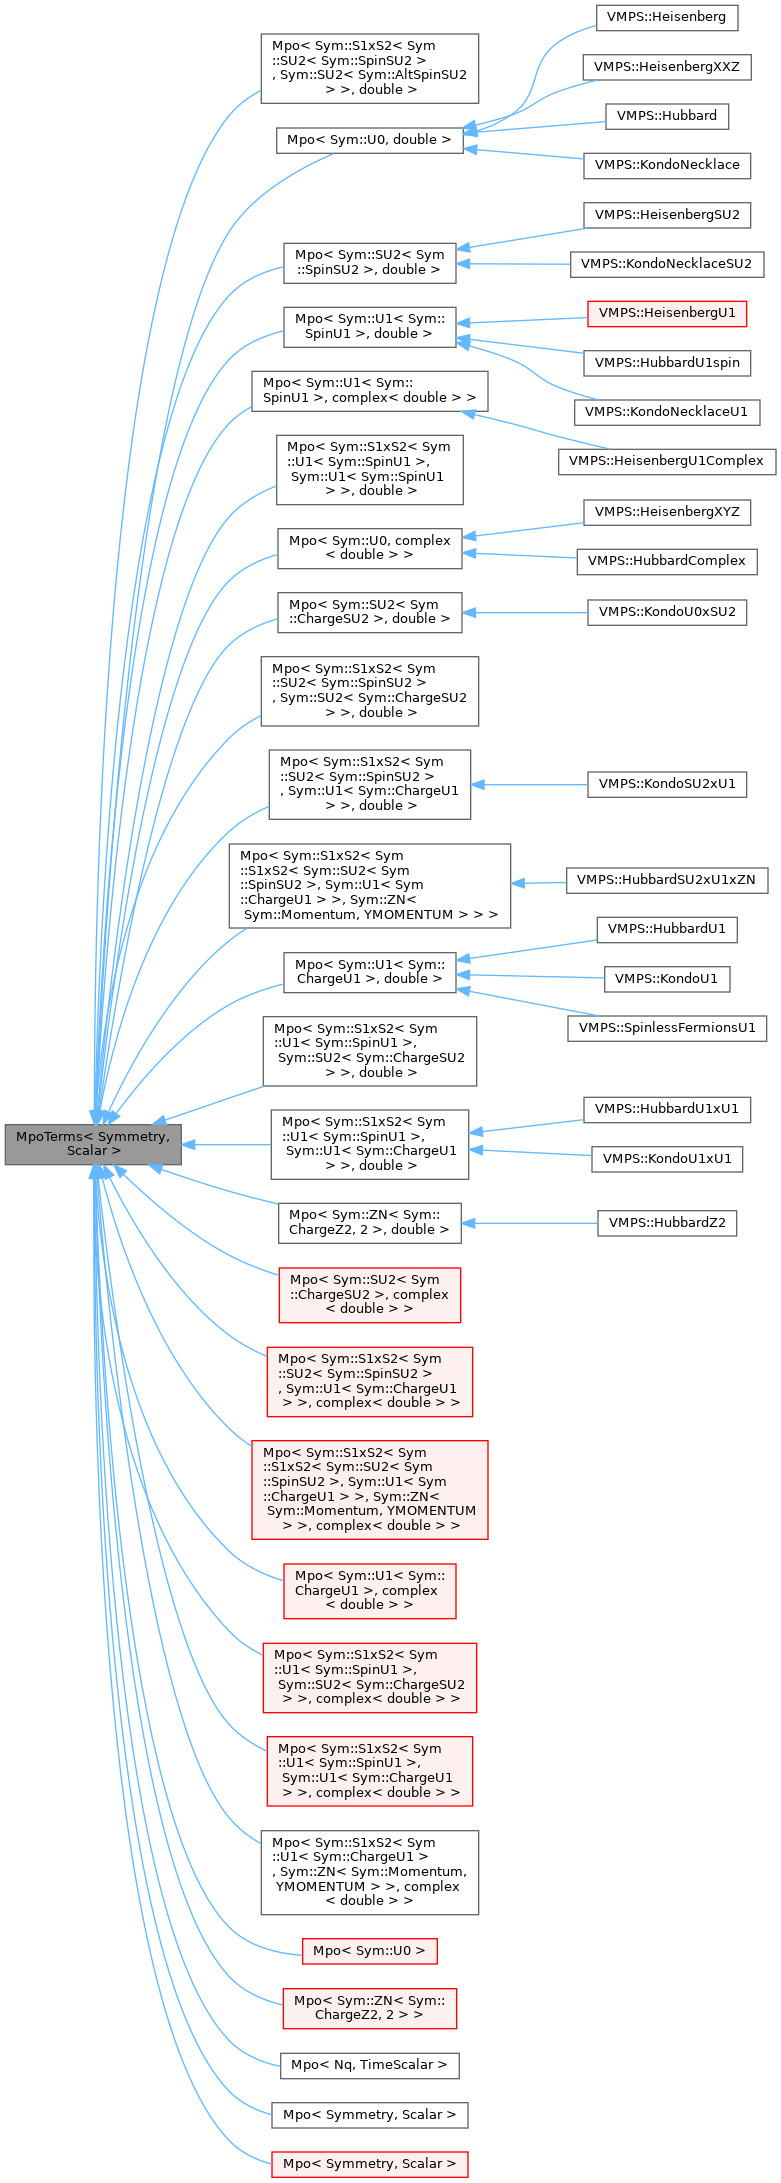 VMPS::Heisenberg
Mpo< Sym::S1xS2< Sym
::SU2< Sym::SpinSU2 >
, Sym::SU2< Sym::AltSpinSU2
> >, double >
VMPS::HeisenbergXXZ
VMPS::Hubbard
Mpo< Sym::U0, double >
VMPS::KondoNecklace
VMPS::HeisenbergSU2
Mpo< Sym::SU2< Sym
::SpinSU2 >, double >
VMPS::KondoNecklaceSU2
Mpo< Sym::U1< Sym::
SpinU1 >, double >
VMPS::HeisenbergU1
VMPS::HubbardU1spin
VMPS::KondoNecklaceU1
Mpo< Sym::U1< Sym::
SpinU1 >, complex< double > >
VMPS::HeisenbergU1Complex
Mpo< Sym::S1xS2< Sym
::U1< Sym::SpinU1 >,
Sym::U1< Sym::SpinU1
> >, double >
VMPS::HeisenbergXYZ
Mpo< Sym::U0, complex
< double > >
VMPS::HubbardComplex
Mpo< Sym::SU2< Sym
::ChargeSU2 >, double >
VMPS::KondoU0xSU2
Mpo< Sym::S1xS2< Sym
::SU2< Sym::SpinSU2 >
, Sym::SU2< Sym::ChargeSU2
> >, double >
Mpo< Sym::S1xS2< Sym
::SU2< Sym::SpinSU2 >
, Sym::U1< Sym::ChargeU1
> >, double >
VMPS::KondoSU2xU1
Mpo< Sym::S1xS2< Sym
::S1xS2< Sym::SU2< Sym
::SpinSU2 >, Sym::U1< Sym
::ChargeU1 > >, Sym::ZN<
Sym::Momentum, YMOMENTUM > > >
VMPS::HubbardSU2xU1xZN
VMPS::HubbardU1
Mpo< Sym::U1< Sym::
ChargeU1 >, double >
VMPS::KondoU1
VMPS::SpinlessFermionsU1
Mpo< Sym::S1xS2< Sym
::U1< Sym::SpinU1 >,
Sym::SU2< Sym::ChargeSU2
> >, double >
MpoTerms< Symmetry,
Scalar >
Mpo< Sym::S1xS2< Sym
::U1< Sym::SpinU1 >,
Sym::U1< Sym::ChargeU1
> >, double >
VMPS::HubbardU1xU1
VMPS::KondoU1xU1
Mpo< Sym::ZN< Sym::
ChargeZ2, 2 >, double >
VMPS::HubbardZ2
Mpo< Sym::SU2< Sym
::ChargeSU2 >, complex
< double > >
Mpo< Sym::S1xS2< Sym
::SU2< Sym::SpinSU2 >
, Sym::U1< Sym::ChargeU1
> >, complex< double > >
Mpo< Sym::S1xS2< Sym
::S1xS2< Sym::SU2< Sym
::SpinSU2 >, Sym::U1< Sym
::ChargeU1 > >, Sym::ZN<
Sym::Momentum, YMOMENTUM
> >, complex< double > >
Mpo< Sym::U1< Sym::
ChargeU1 >, complex
< double > >
Mpo< Sym::S1xS2< Sym
::U1< Sym::SpinU1 >,
Sym::SU2< Sym::ChargeSU2
> >, complex< double > >
Mpo< Sym::S1xS2< Sym
::U1< Sym::SpinU1 >,
Sym::U1< Sym::ChargeU1
> >, complex< double > >
Mpo< Sym::S1xS2< Sym
::U1< Sym::ChargeU1 >
, Sym::ZN< Sym::Momentum,
YMOMENTUM > >, complex
< double > >
Mpo< Sym::U0 >
Mpo< Sym::ZN< Sym::
ChargeZ2, 2 > >
Mpo< Nq, TimeScalar >
Mpo< Symmetry, Scalar >
Mpo< Symmetry, Scalar >